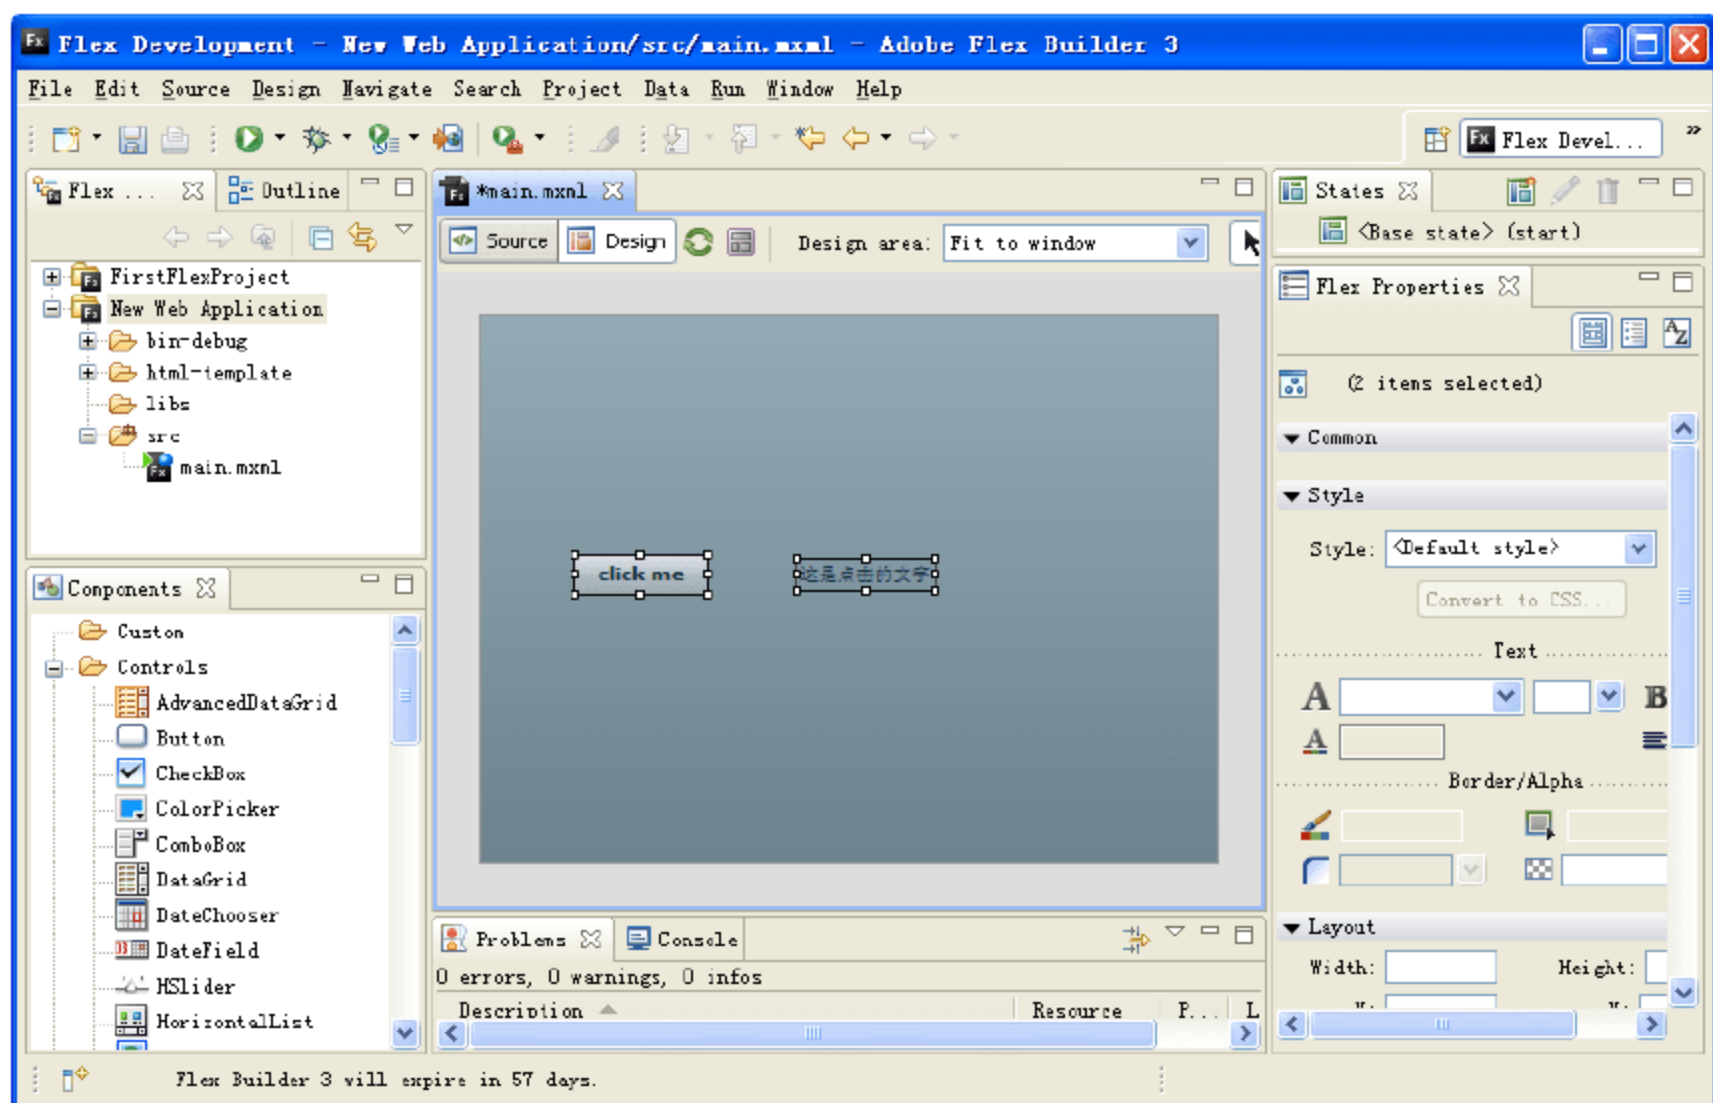 Flex Development - New Web Application/src/main.mxml - Adobe Flex Builder 3
File Edit Source Design Navigate Search Project Data Run Window Help
Flex Devel...
Flex ...
Outline
FirstFlexProject
New Web Application
bin-debug
html-template
libs
src
main.mxml
Components
Custom
Controls
AdvancedDataGrid
Button
CheckBox
ColorPicker
ComboBox
DataGrid
DateChooser
DateField
HSlider
HorizontalList
*main.mxml
Source Design Design area: Fit to window
click me 这是点击的文字
Problems Console
0 errors, 0 warnings, 0 infos
Description Resource P... L
States
<Base state> (start)
Flex Properties
(2 items selected)
Common
Style
Style: <Default style>
Convert to CSS...
Text
Border/Alpha
Layout
Width: Height:
Flex Builder 3 will expire in 57 days.